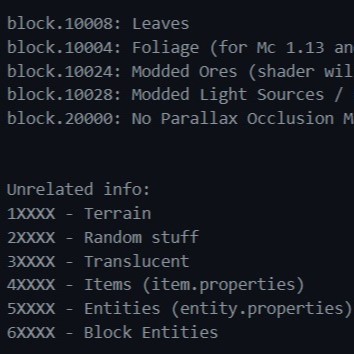 block.10008: Leaves
block.10004: Foliage (for Mc 1.13 an
block.10024: Modded Ores (shader wil
block.10028: Modded Light Sources /
block.20000: No Parallax Occlusion M
Unrelated info:
1XXXX - Terrain
2XXXX - Random stuff
3XXXX - Translucent
4XXXX - Items (item.properties)
5XXXX - Entities (entity.properties)
6XXXX - Block Entities